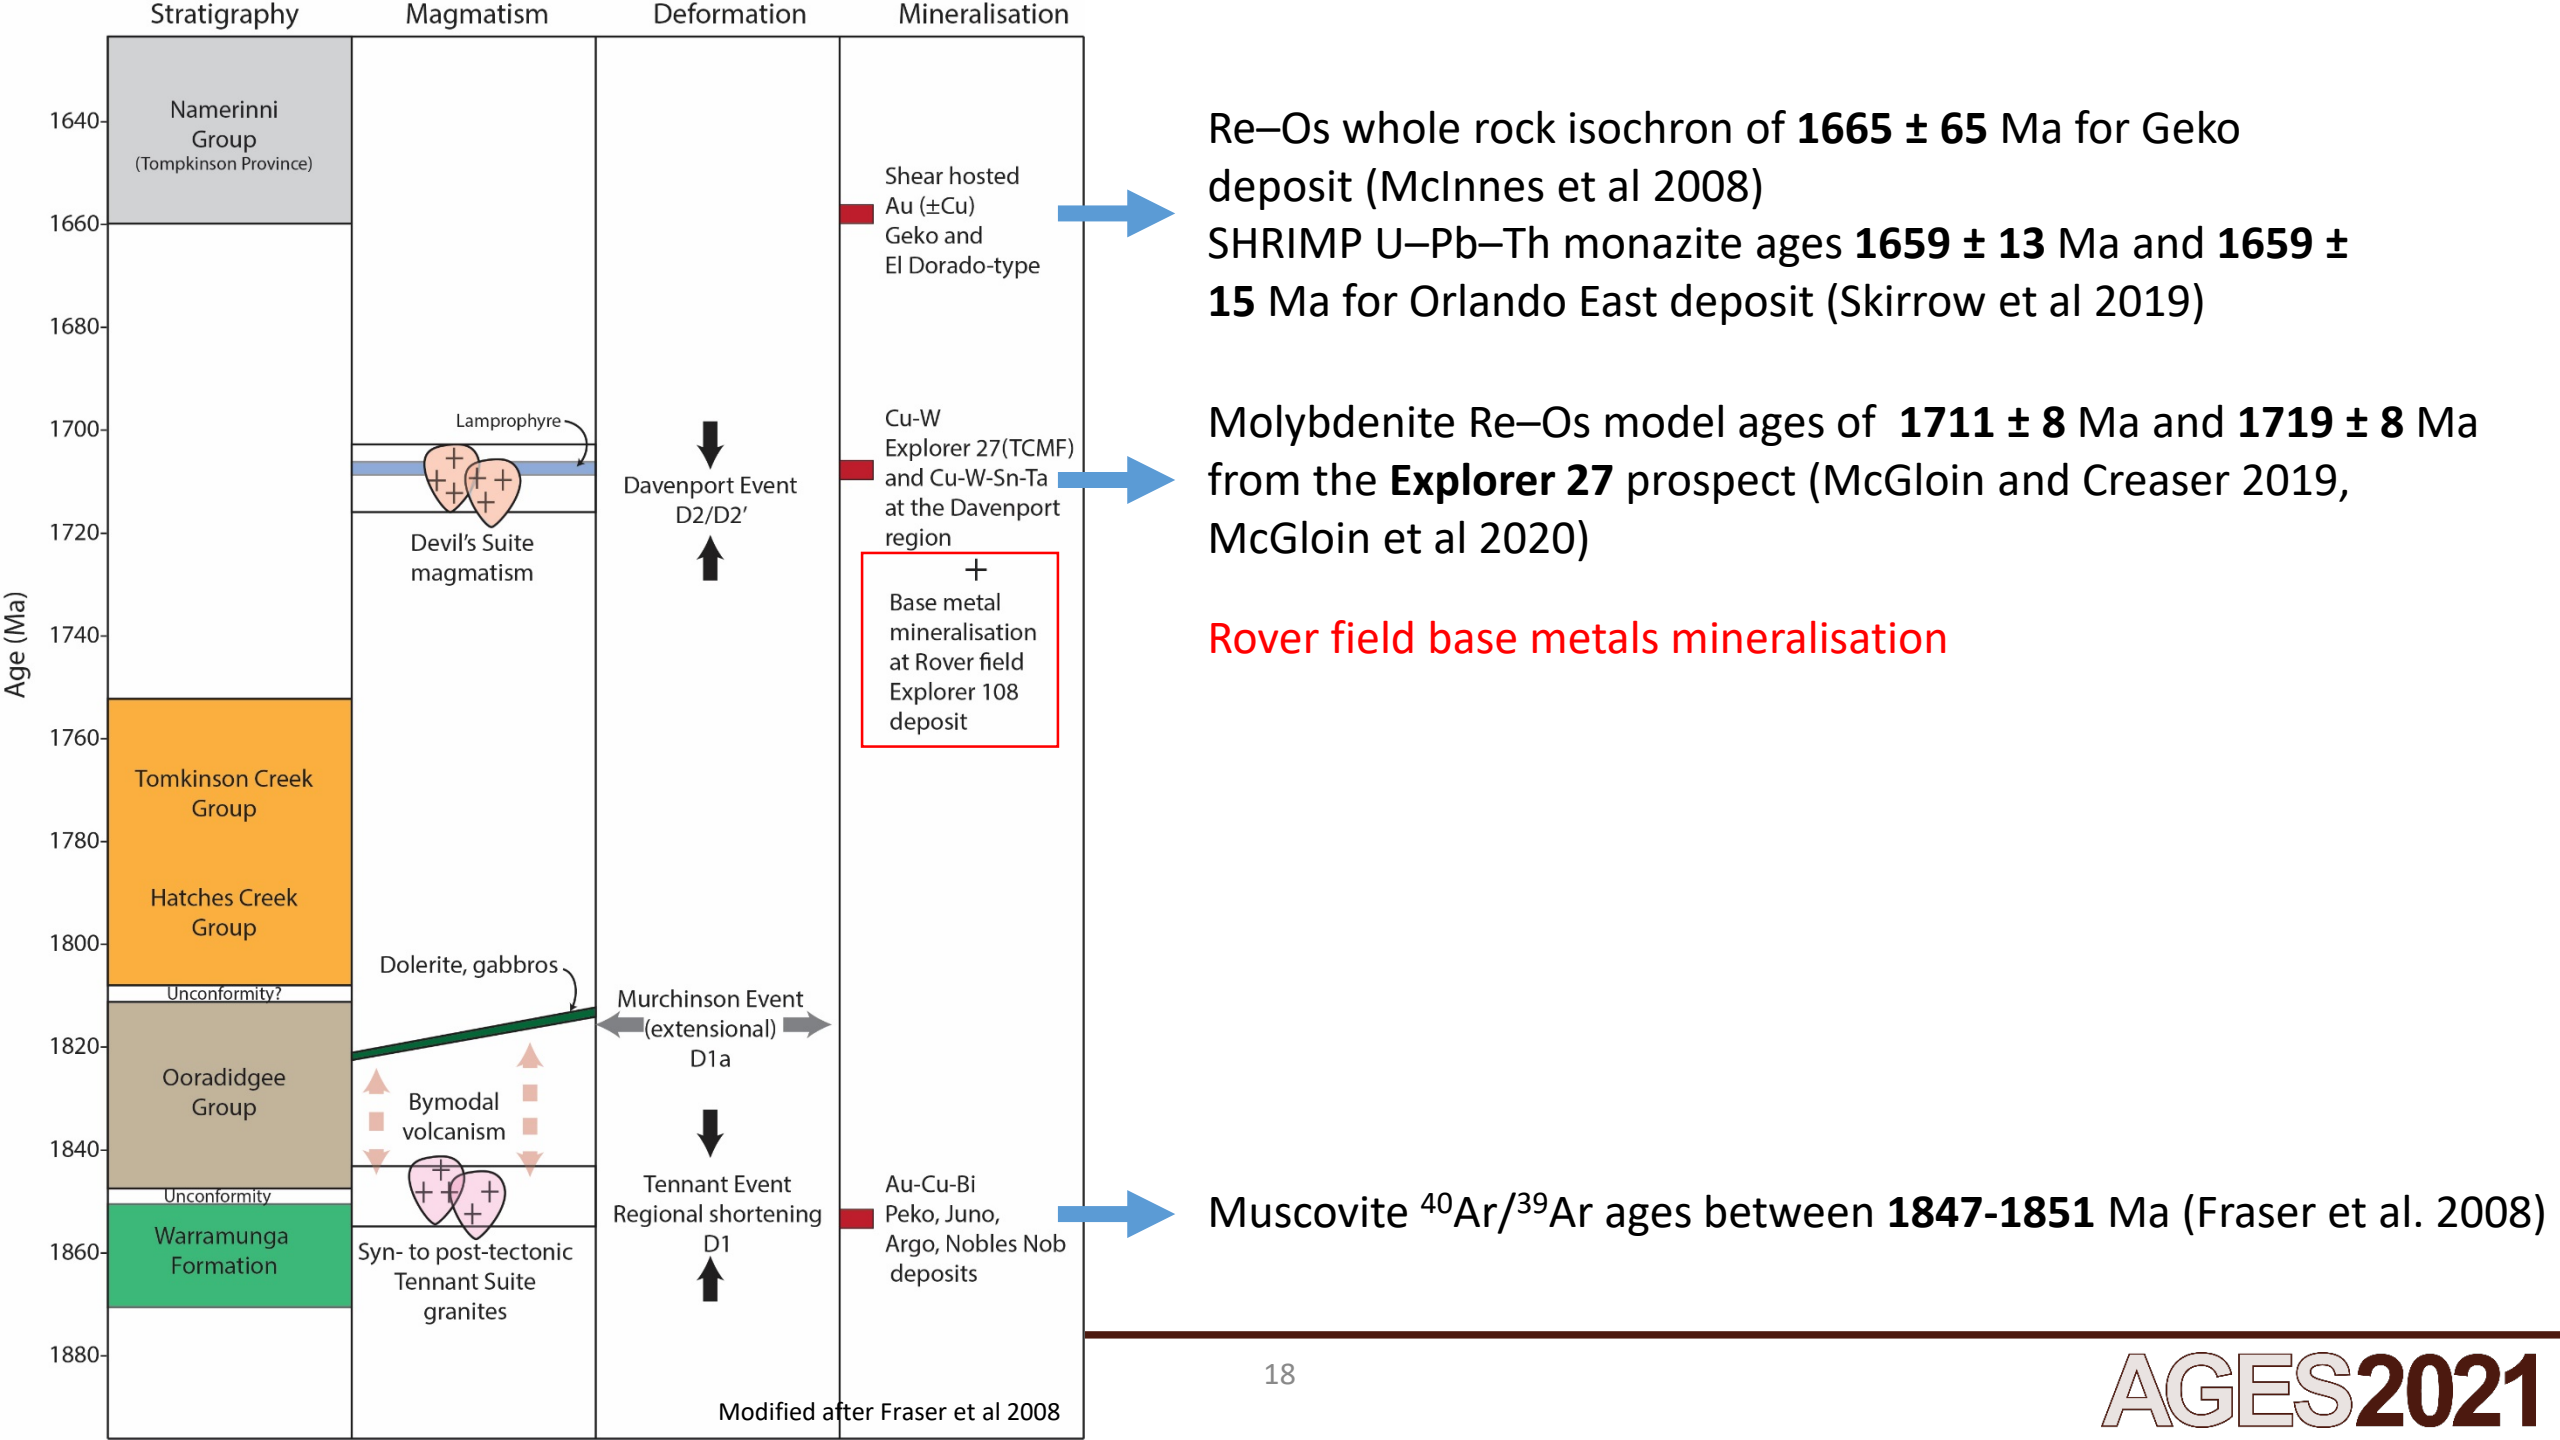 Stratigraphy
Magmatism
Deformation
Mineralisation
Age (Ma)
1640
1660
1680
1700
1720
1740
1760
1780
1800
1820
1840
1860
1880
Namerinni
Group
(Tompkinson Province)
Tomkinson Creek
Group
Hatches Creek
Group
Unconformity?
Ooradidgee
Group
Unconformity
Warramunga
Formation
Lamprophyre
Devil's Suite
magmatism
Dolerite, gabbros
Bymodal
volcanism
Syn- to post-tectonic
Tennant Suite
granites
Davenport Event
D2/D2'
Murchinson Event
(extensional)
D1a
Tennant Event
Regional shortening
D1
Shear hosted
Au (±Cu)
Geko and
El Dorado-type
Cu-W
Explorer 27(TCMF)
and Cu-W-Sn-Ta
at the Davenport
region
+
Base metal
mineralisation
at Rover field
Explorer 108
deposit
Au-Cu-Bi
Peko, Juno,
Argo, Nobles Nob
deposits
Modified after Fraser et al 2008
Re–Os whole rock isochron of 1665 ± 65 Ma for Geko
deposit (McInnes et al 2008)
SHRIMP U–Pb–Th monazite ages 1659 ± 13 Ma and 1659 ±
15 Ma for Orlando East deposit (Skirrow et al 2019)
Molybdenite Re–Os model ages of 1711 ± 8 Ma and 1719 ± 8 Ma
from the Explorer 27 prospect (McGloin and Creaser 2019,
McGloin et al 2020)
Rover field base metals mineralisation
Muscovite ⁴⁰Ar/³⁹Ar ages between 1847-1851 Ma (Fraser et al. 2008)
18
AGES2021